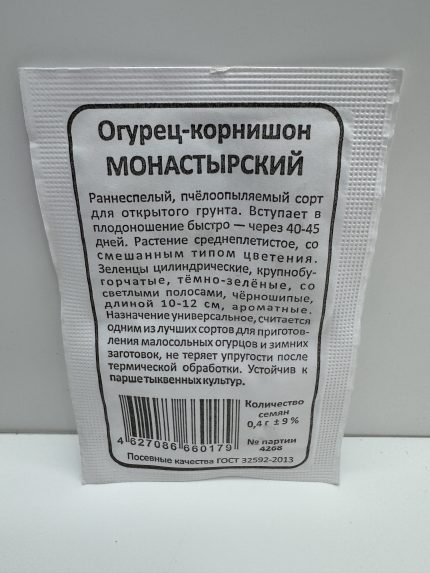 Огурец-корнишон
МОНАСТЫРСКИЙ
Раннеспелый, пчёлоопыляемый сорт
для открытого грунта. Вступает в
плодоношение быстро — через 40-45
дней. Растение среднеплетистое, со
смешанным типом цветения.
Зеленцы цилиндрические, крупнобу-
горчатые, тёмно-зелёные, со
светлыми полосами, чёрношипые,
длиной 10-12 см, ароматные.
Назначение универсальное, считается
одним из лучших сортов для приготов-
ления малосольных огурцов и зимних
заготовок, не теряет упругости после
термической обработки. Устойчив к
парше тыквенных культур.
Количество
семян
0,4 г ± 9 %
№ партии
4268
4 627086 660179
Посевные качества ГОСТ 32592-2013